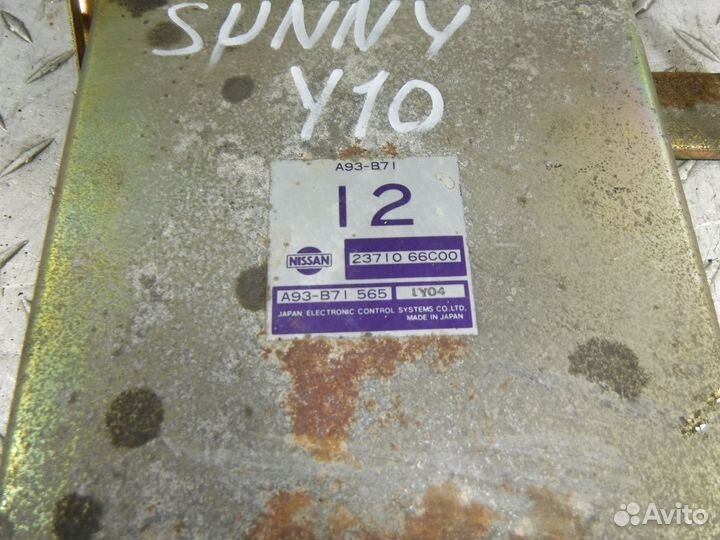 SUNNY
Y10
A93-B71
12
NISSAN
23710 66C00
A93-B71 565
1Y04
JAPAN ELECTRONIC CONTROL SYSTEMS CO.LTD.
MADE IN JAPAN
Avito